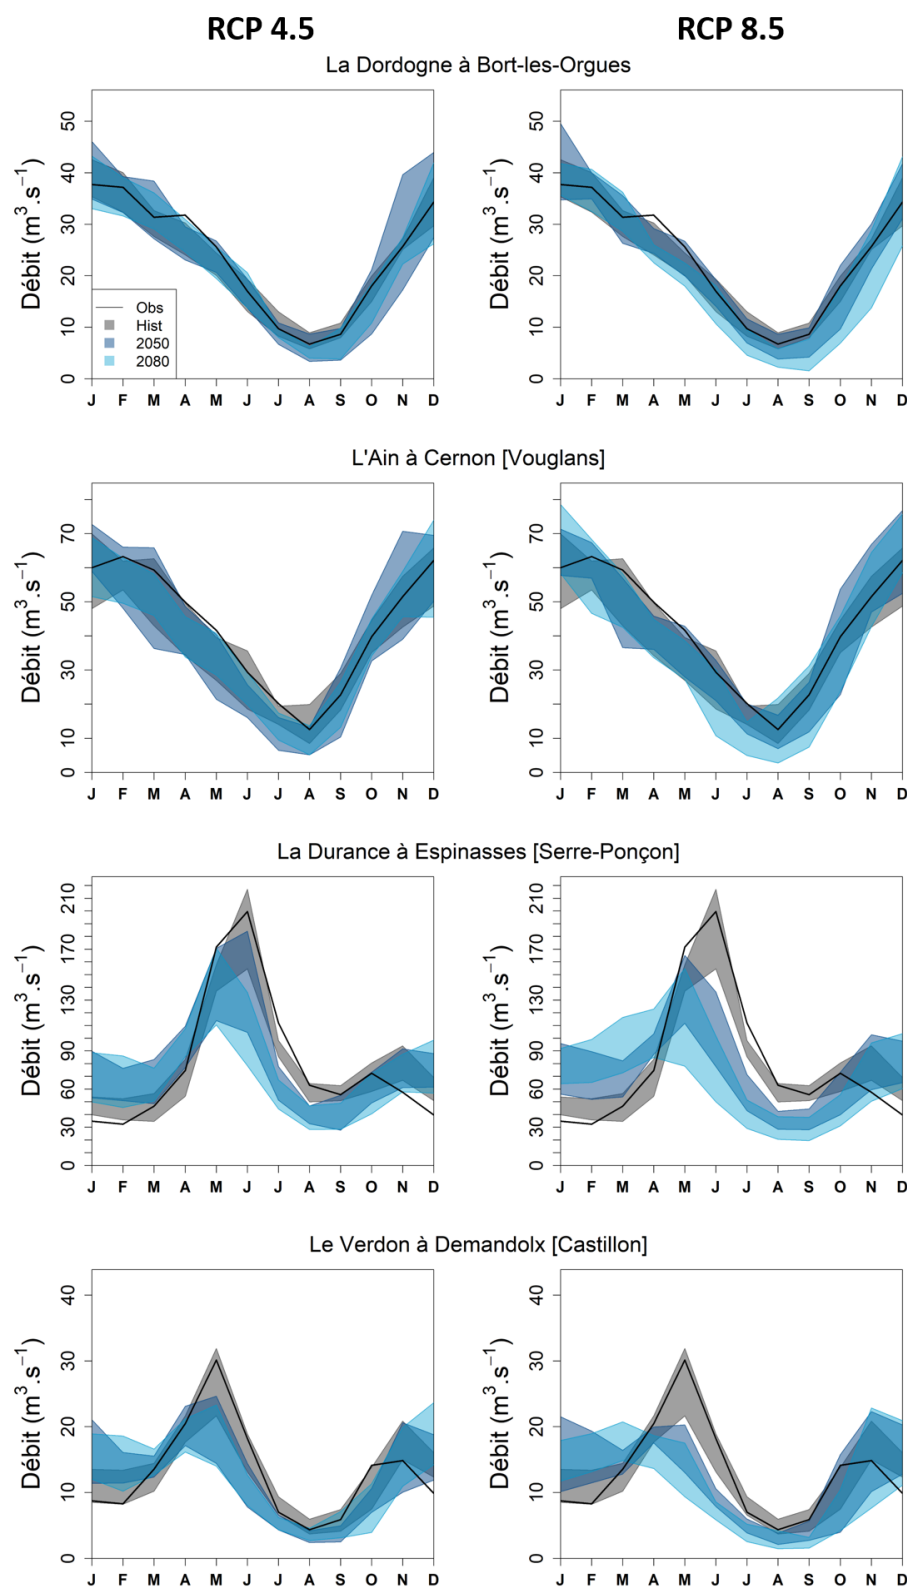 RCP 4.5 RCP 8.5
La Dordogne à Bort-les-Orgues
Débit (m³.s⁻¹)
0 10 20 30 40 50
J F M A M J J A S O N D
Obs
Hist
2050
2080
Débit (m³.s⁻¹)
0 10 20 30 40 50
J F M A M J J A S O N D
L'Ain à Cernon [Vouglans]
Débit (m³.s⁻¹)
0 10 30 50 70
J F M A M J J A S O N D
Débit (m³.s⁻¹)
0 10 30 50 70
J F M A M J J A S O N D
La Durance à Espinasses [Serre-Ponçon]
Débit (m³.s⁻¹)
0 30 60 90 130 170 210
J F M A M J J A S O N D
Débit (m³.s⁻¹)
0 30 60 90 130 170 210
J F M A M J J A S O N D
Le Verdon à Demandolx [Castillon]
Débit (m³.s⁻¹)
0 10 20 30 40
J F M A M J J A S O N D
Débit (m³.s⁻¹)
0 10 20 30 40
J F M A M J J A S O N D